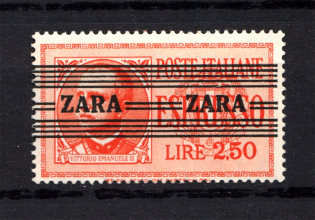 POSTE ITALIANE
ZARA ZARA
ESPRESSO
VITTORIO EMANUELE III
LIRE 2,50